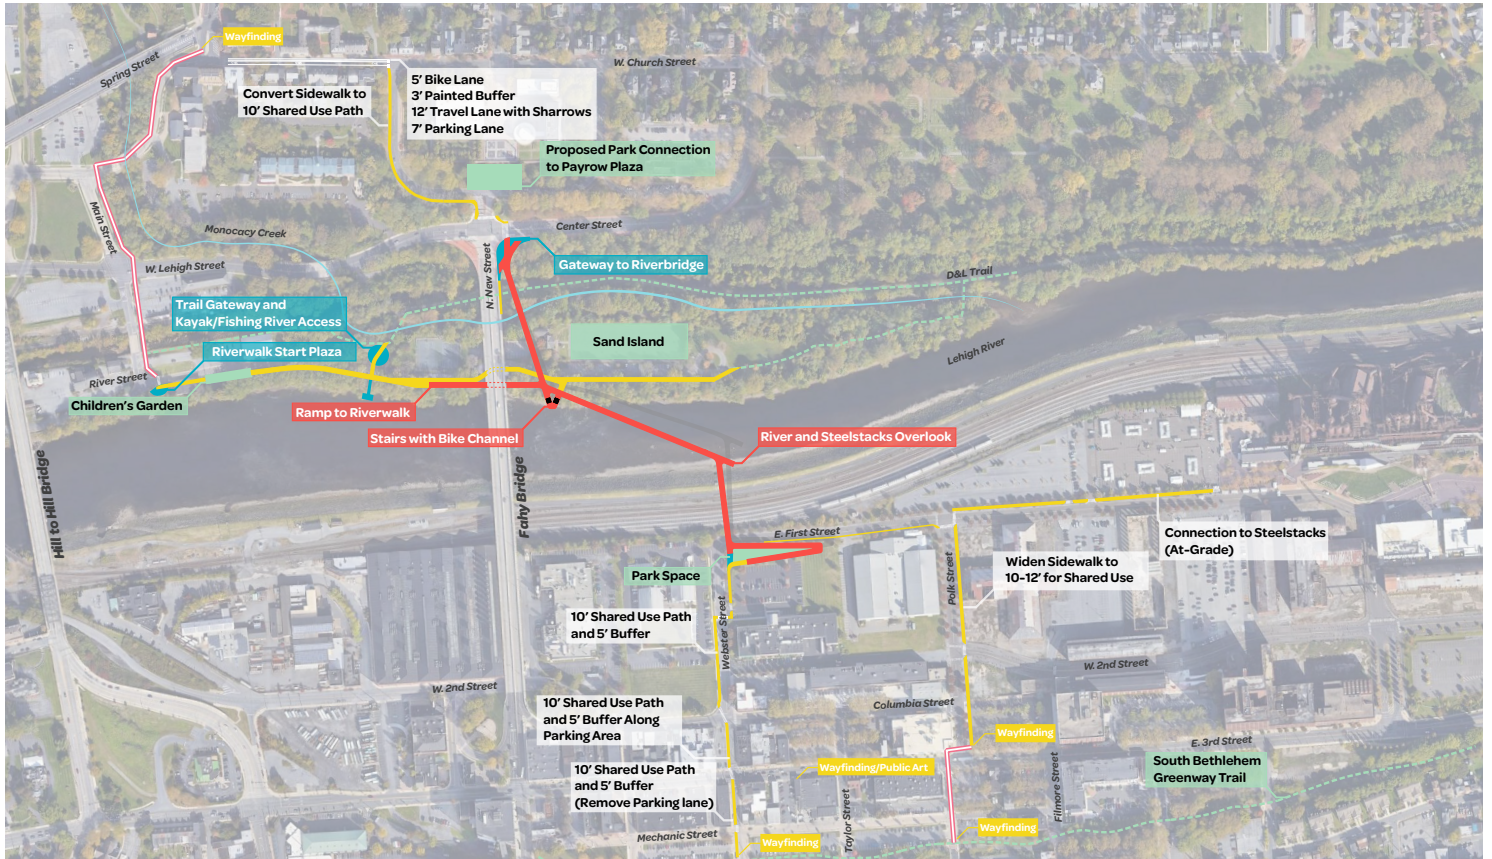 Wayfinding
Spring Street
W. Church Street
Convert Sidewalk to
10' Shared Use Path
5' Bike Lane
3' Painted Buffer
12' Travel Lane with Sharrows
7' Parking Lane
Proposed Park Connection
to Payrow Plaza
Main Street
Monocacy Creek
Center Street
N. New Street
Gateway to Riverbridge
W. Lehigh Street
D&L Trail
Trail Gateway and
Kayak/Fishing River Access
Sand Island
Riverwalk Start Plaza
Lehigh River
River Street
Children's Garden
Ramp to Riverwalk
Stairs with Bike Channel
River and Steelstacks Overlook
Hill to Hill Bridge
Fahy Bridge
E. First Street
Connection to Steelstacks
(At-Grade)
Park Space
Polk Street
Widen Sidewalk to
10-12' for Shared Use
10' Shared Use Path
and 5' Buffer
Webster Street
W. 2nd Street
W. 2nd Street
10' Shared Use Path
and 5' Buffer Along
Parking Area
Columbia Street
Wayfinding
E. 3rd Street
10' Shared Use Path
and 5' Buffer
(Remove Parking lane)
Wayfinding/Public Art
South Bethlehem
Greenway Trail
Taylor Street
Filmore Street
Mechanic Street
Wayfinding
Wayfinding